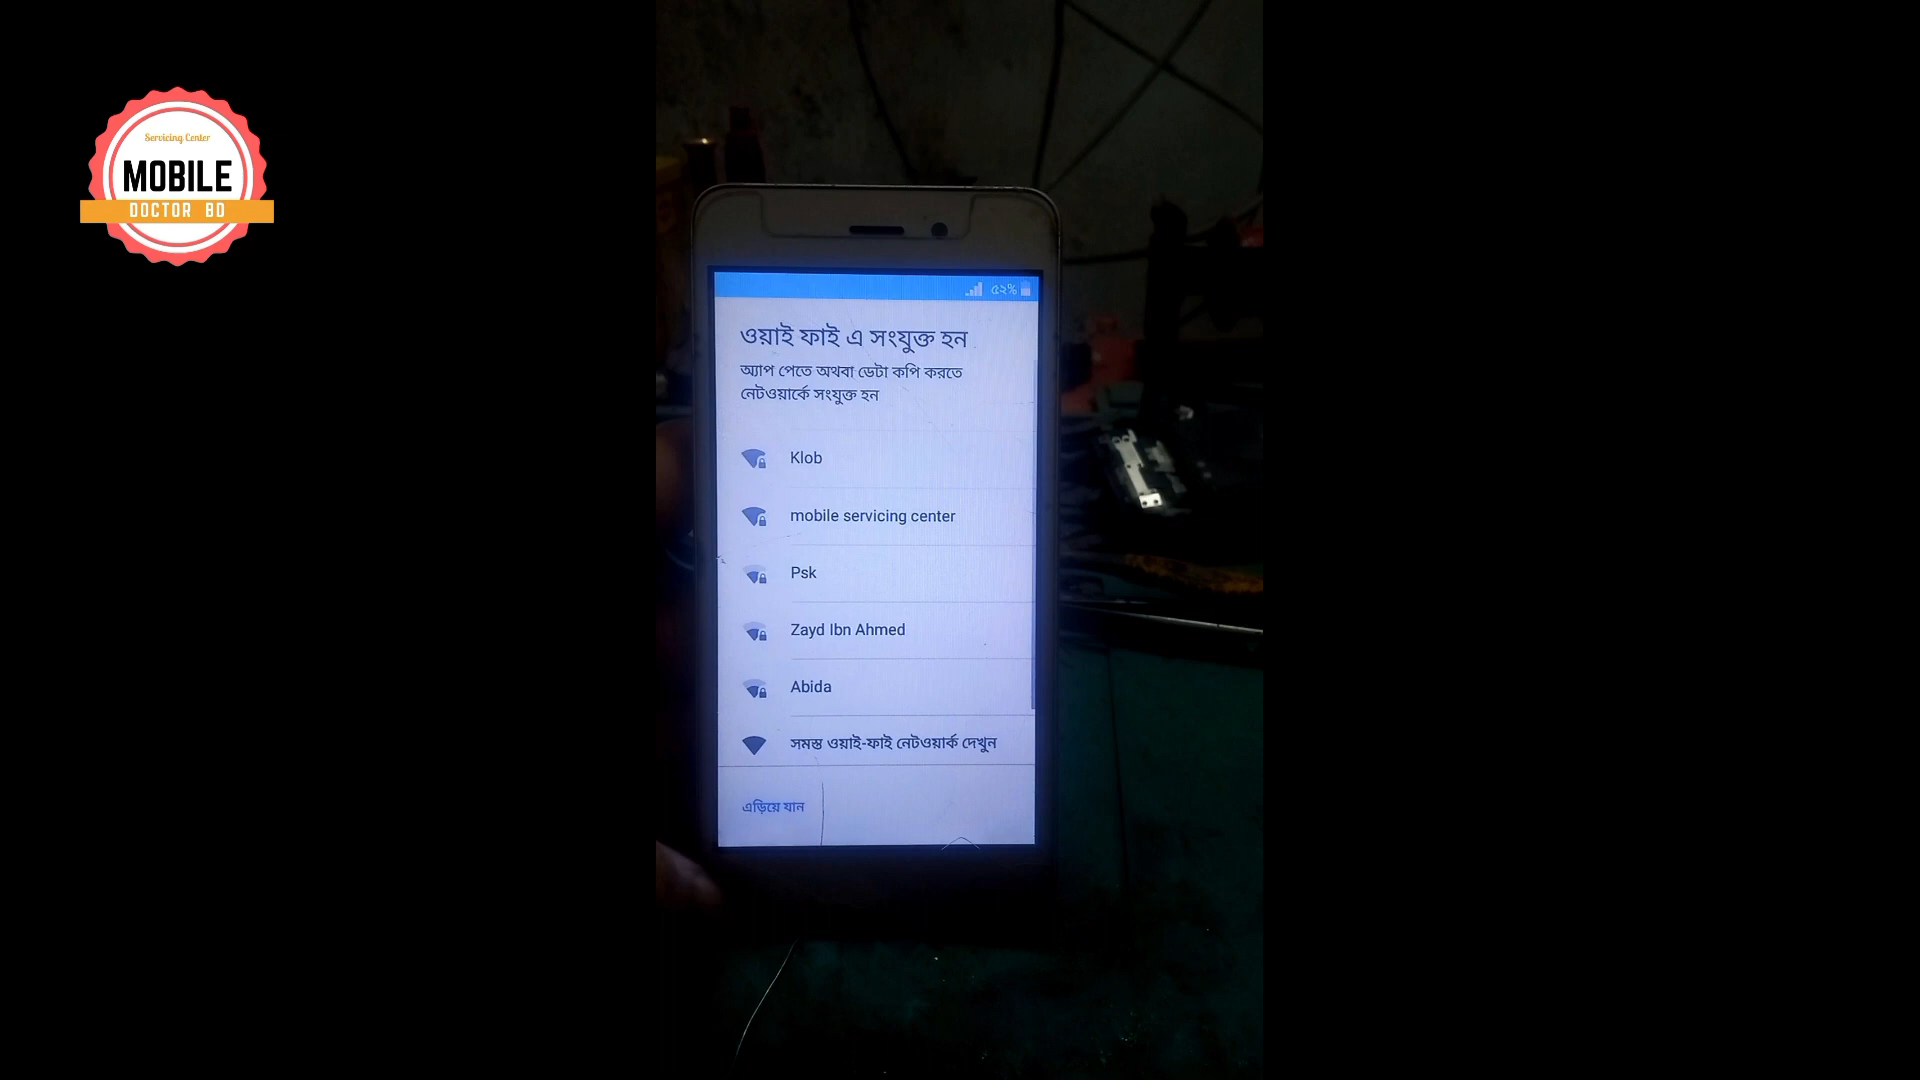 Servicing Center
MOBILE
DOCTOR BD
৫২%
ওয়াই ফাই এ সংযুক্ত হন
অ্যাপ পেতে অথবা ডেটা কপি করতে
নেটওয়ার্কে সংযুক্ত হন
Klob
mobile servicing center
Psk
Zayd Ibn Ahmed
Abida
সমস্ত ওয়াই-ফাই নেটওয়ার্ক দেখুন
এড়িয়ে যান